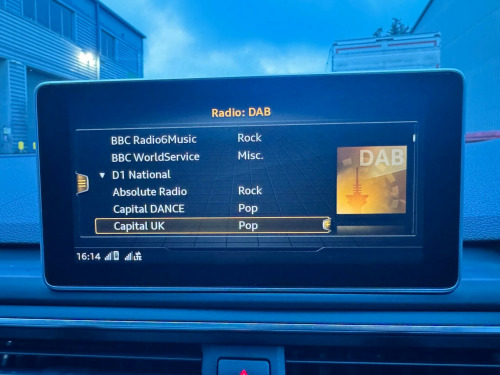 Radio: DAB
BBC Radio6Music Rock
BBC WorldService Misc.
D1 National
Absolute Radio Rock
Capital DANCE Pop
Capital UK Pop
DAB
16:14